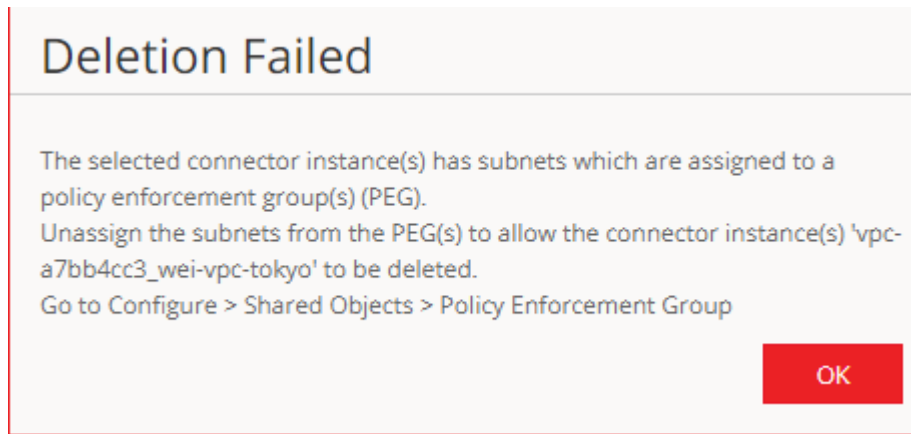 Deletion Failed
The selected connector instance(s) has subnets which are assigned to a
policy enforcement group(s) (PEG).
Unassign the subnets from the PEG(s) to allow the connector instance(s) 'vpc-
a7bb4cc3_wei-vpc-tokyo' to be deleted.
Go to Configure > Shared Objects > Policy Enforcement Group
OK